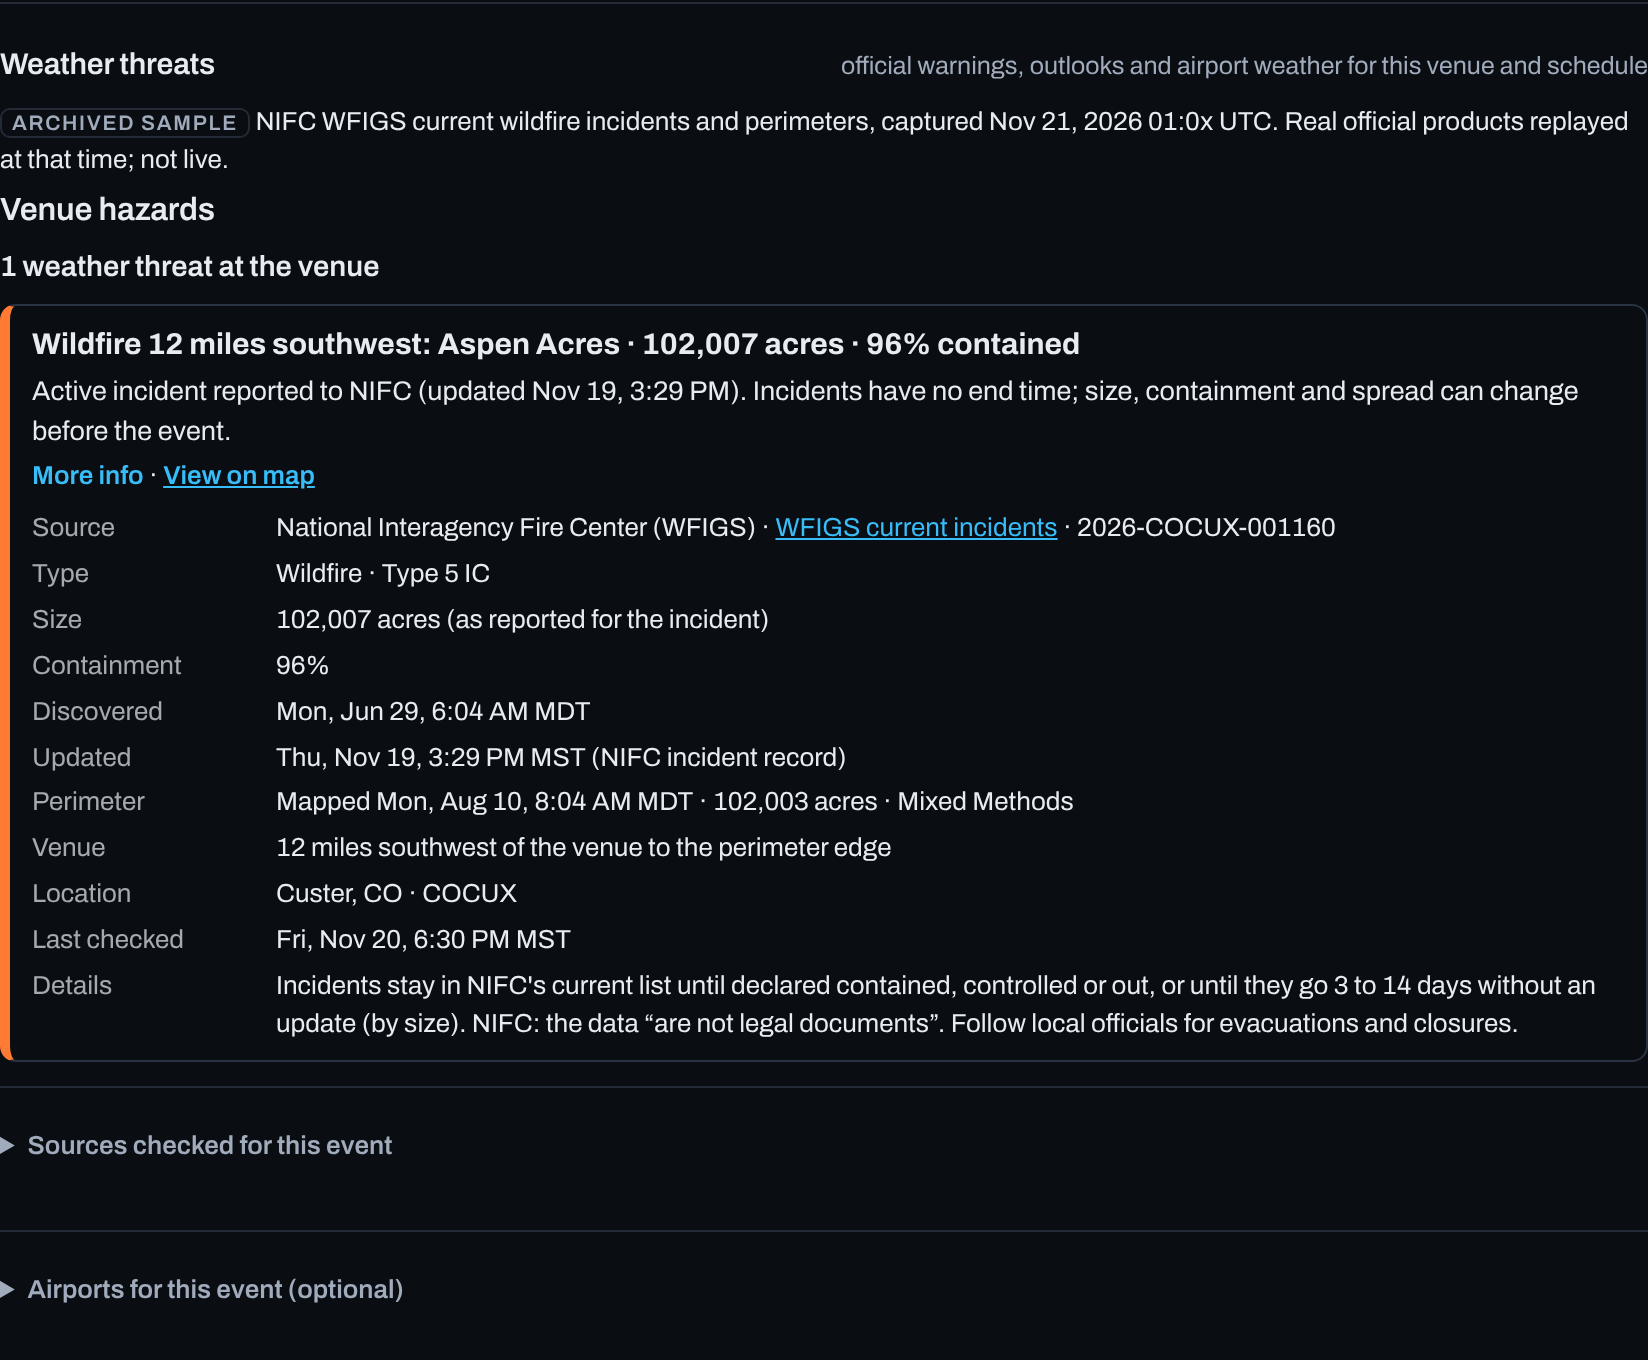 Weather threats
official warnings, outlooks and airport weather for this venue and schedule
ARCHIVED SAMPLE NIFC WFIGS current wildfire incidents and perimeters, captured Nov 21, 2026 01:0x UTC. Real official products replayed
at that time; not live.
Venue hazards
1 weather threat at the venue
Wildfire 12 miles southwest: Aspen Acres · 102,007 acres · 96% contained
Active incident reported to NIFC (updated Nov 19, 3:29 PM). Incidents have no end time; size, containment and spread can change
before the event.
More info · View on map
Source National Interagency Fire Center (WFIGS) · WFIGS current incidents · 2026-COCUX-001160
Type Wildfire · Type 5 IC
Size 102,007 acres (as reported for the incident)
Containment 96%
Discovered Mon, Jun 29, 6:04 AM MDT
Updated Thu, Nov 19, 3:29 PM MST (NIFC incident record)
Perimeter Mapped Mon, Aug 10, 8:04 AM MDT · 102,003 acres · Mixed Methods
Venue 12 miles southwest of the venue to the perimeter edge
Location Custer, CO · COCUX
Last checked Fri, Nov 20, 6:30 PM MST
Details Incidents stay in NIFC's current list until declared contained, controlled or out, or until they go 3 to 14 days without an
update (by size). NIFC: the data “are not legal documents”. Follow local officials for evacuations and closures.
Sources checked for this event
Airports for this event (optional)